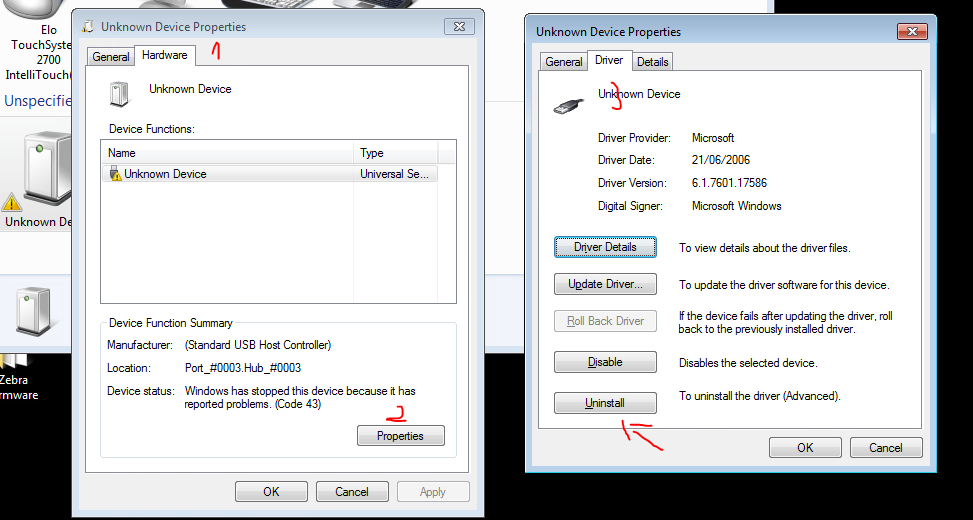 Elo
TouchSystem
2700
IntelliTouch(
Unspecifie
Unknown De
Zebra
rmware
Unknown Device Properties
1
General
Hardware
Unknown Device
Device Functions:
Name
Type
Unknown Device
Universal Se...
Device Function Summary
Manufacturer:
(Standard USB Host Controller)
Location:
Port_#0003.Hub_#0003
Device status:
Windows has stopped this device because it has
reported problems. (Code 43)
2
Properties
OK
Cancel
Apply
Unknown Device Properties
General
Driver
Details
3
Unknown Device
Driver Provider:
Microsoft
Driver Date:
21/06/2006
Driver Version:
6.1.7601.17586
Digital Signer:
Microsoft Windows
Driver Details
To view details about the driver files.
Update Driver...
To update the driver software for this device.
Roll Back Driver
If the device fails after updating the driver, roll
back to the previously installed driver.
Disable
Disables the selected device.
Uninstall
To uninstall the driver (Advanced).
OK
Cancel